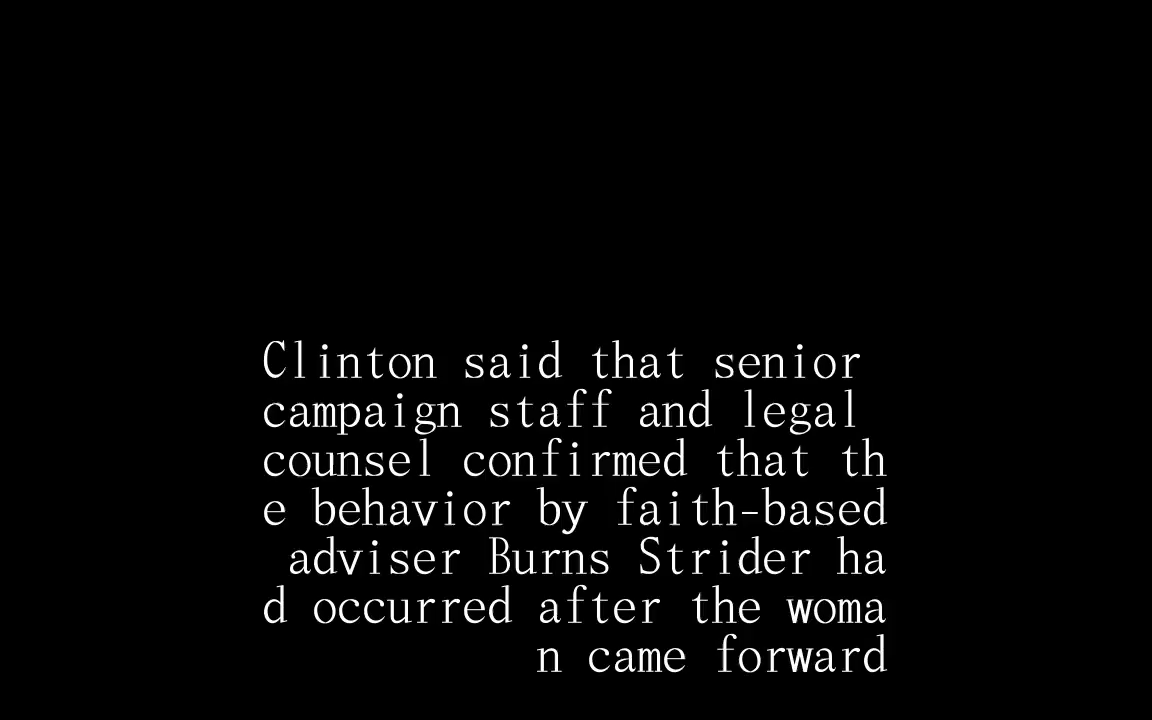 Clinton said that senior
campaign staff and legal
counsel confirmed that th
e behavior by faith-based
adviser Burns Strider ha
d occurred after the woma
n came forward